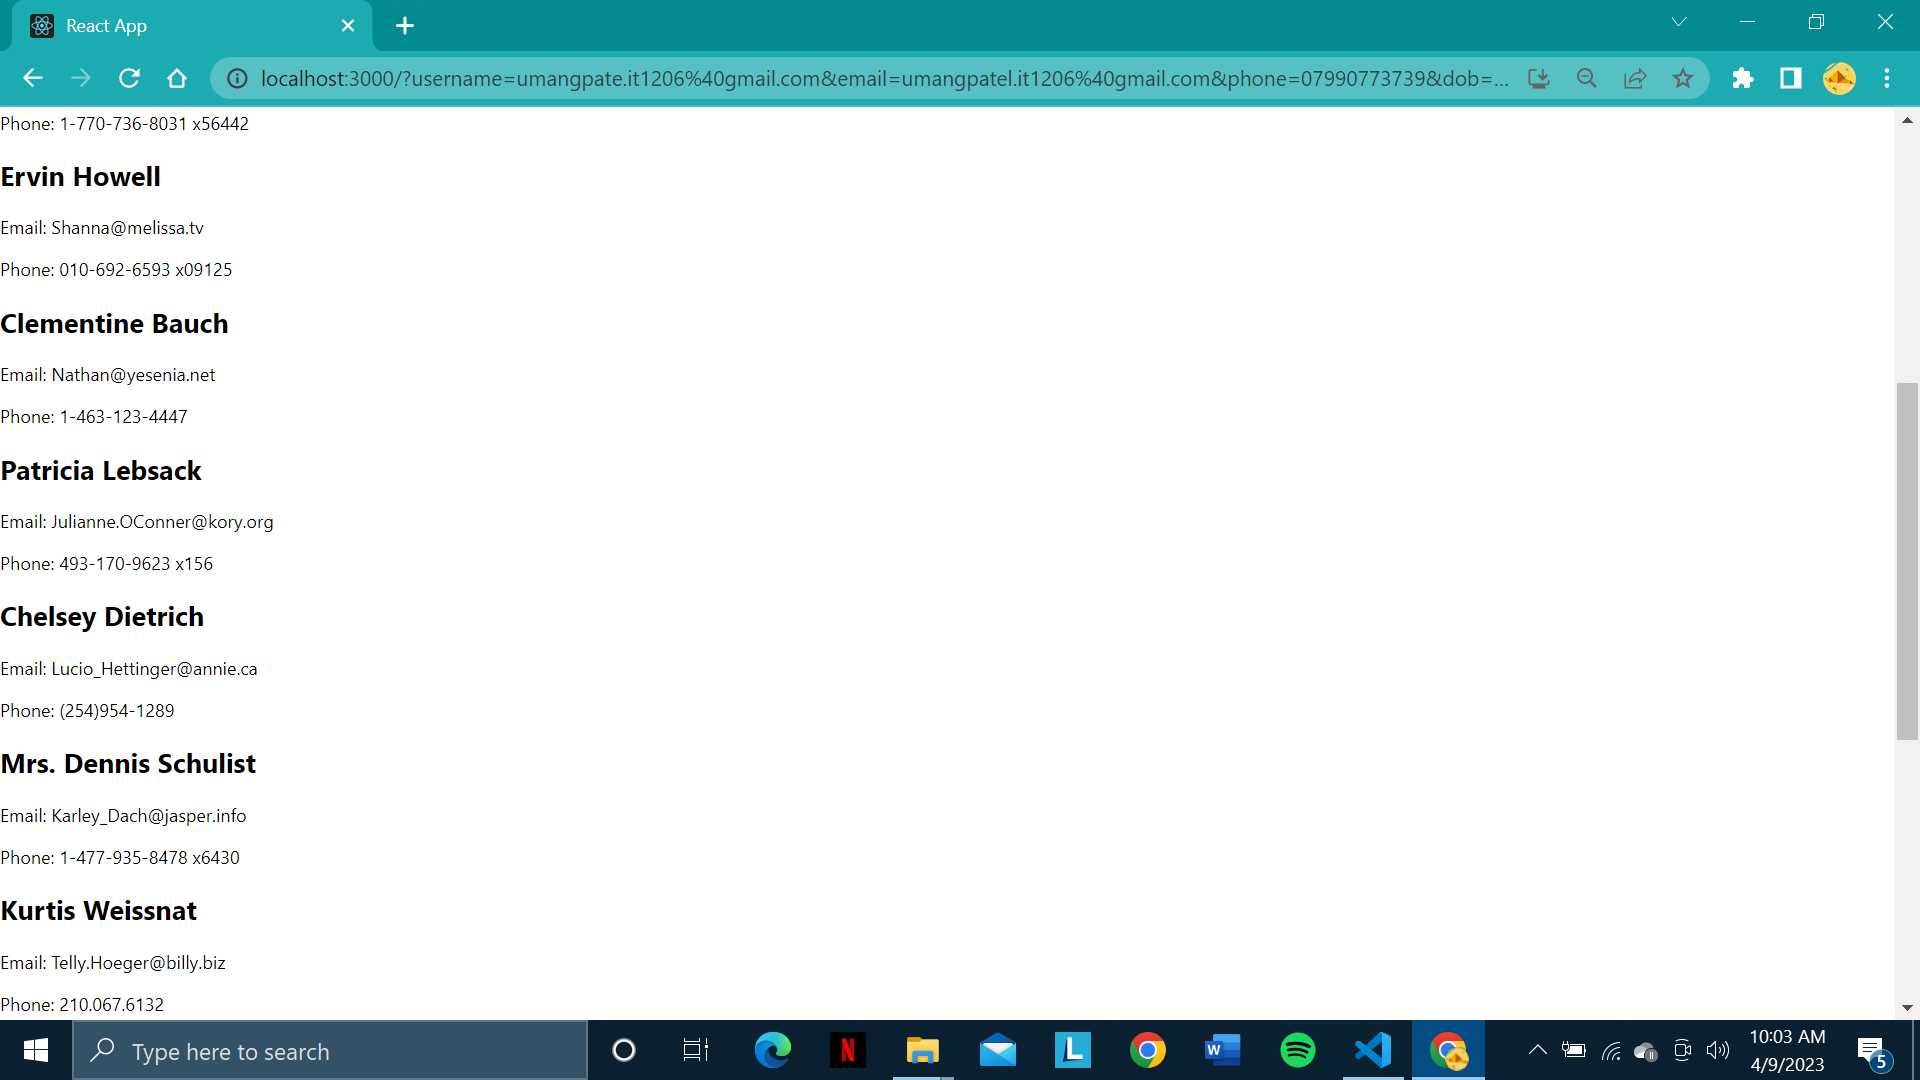 React App
localhost:3000/?username=umangpate.it1206%40gmail.com&email=umangpatel.it1206%40gmail.com&phone=07990773739&dob=...
Phone: 1-770-736-8031 x56442
Ervin Howell
Email: Shanna@melissa.tv
Phone: 010-692-6593 x09125
Clementine Bauch
Email: Nathan@yesenia.net
Phone: 1-463-123-4447
Patricia Lebsack
Email: Julianne.OConner@kory.org
Phone: 493-170-9623 x156
Chelsey Dietrich
Email: Lucio_Hettinger@annie.ca
Phone: (254)954-1289
Mrs. Dennis Schulist
Email: Karley_Dach@jasper.info
Phone: 1-477-935-8478 x6430
Kurtis Weissnat
Email: Telly.Hoeger@billy.biz
Phone: 210.067.6132
Type here to search
N
L
W
10:03 AM
4/9/2023
5